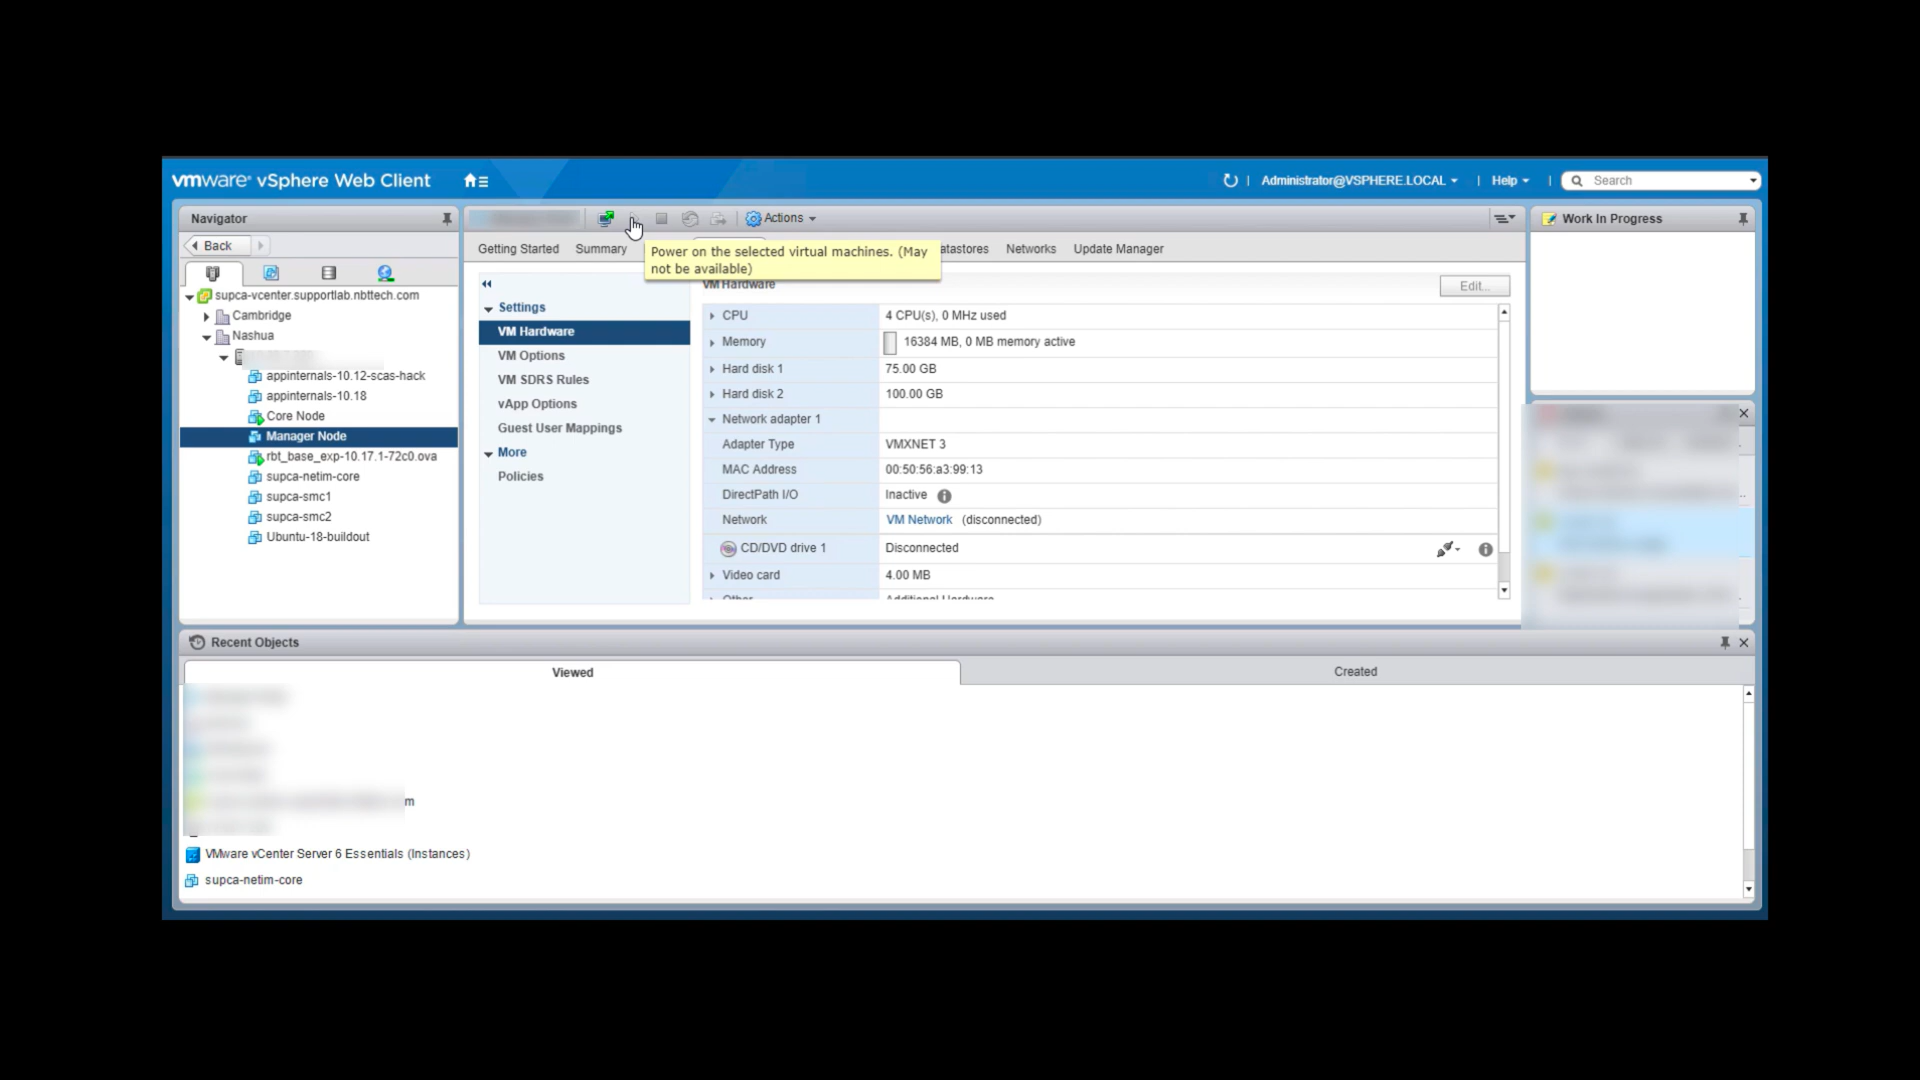 vmware® vSphere Web Client
Administrator@VSPHERE.LOCAL
Help
Search
Navigator
Actions
Work In Progress
Back
Getting Started
Summary
atastores
Networks
Update Manager
Power on the selected virtual machines. (May
not be available)
VM Hardware
Edit...
supca-vcenter.supportlab.nbttech.com
Cambridge
Nashua
appinternals-10.12-scas-hack
appinternals-10.18
Core Node
Manager Node
rbt_base_exp-10.17.1-72c0.ova
supca-netim-core
supca-smc1
supca-smc2
Ubuntu-18-buildout
Settings
VM Hardware
VM Options
VM SDRS Rules
vApp Options
Guest User Mappings
More
Policies
CPU 4 CPU(s), 0 MHz used
Memory 16384 MB, 0 MB memory active
Hard disk 1 75.00 GB
Hard disk 2 100.00 GB
Network adapter 1
Adapter Type VMXNET 3
MAC Address 00:50:56:a3:99:13
DirectPath I/O Inactive
Network VM Network (disconnected)
CD/DVD drive 1 Disconnected
Video card 4.00 MB
Other Additional Hardware
Recent Objects
Viewed
Created
m
VMware vCenter Server 6 Essentials (Instances)
supca-netim-core